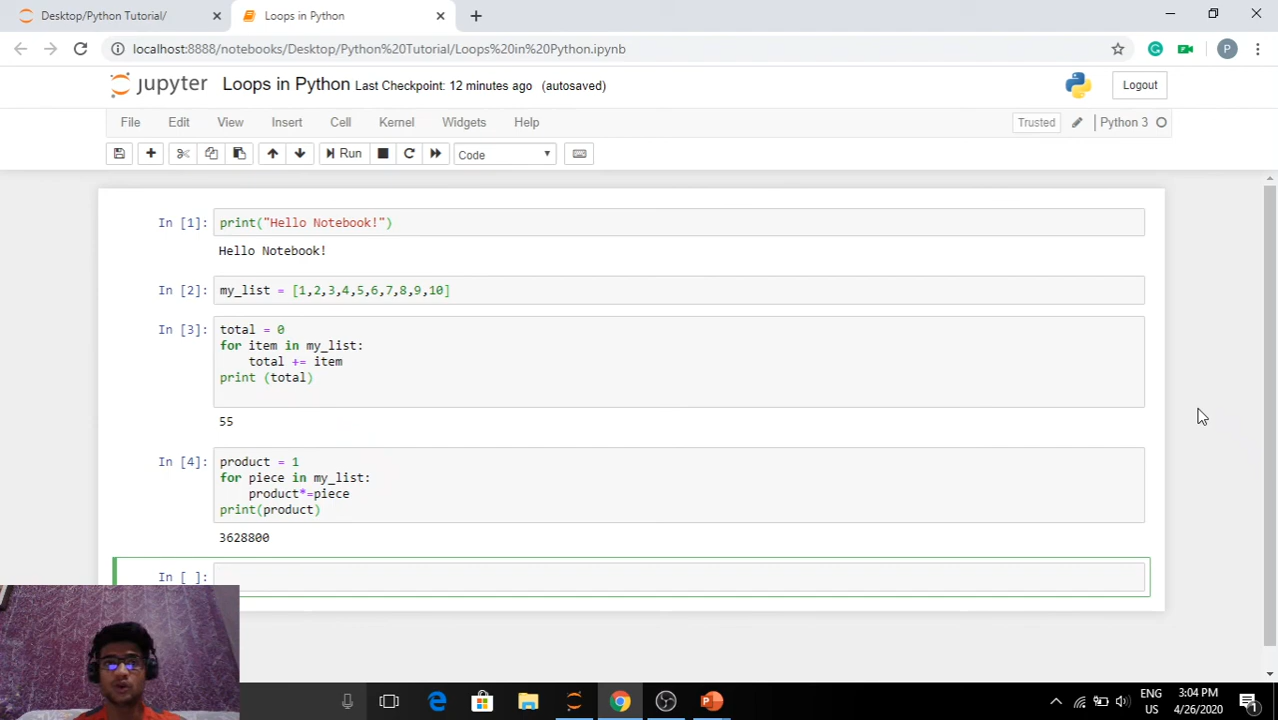 Desktop/Python Tutorial/
Loops in Python
localhost:8888/notebooks/Desktop/Python%20Tutorial/Loops%20in%20Python.ipynb
P
jupyter Loops in Python Last Checkpoint: 12 minutes ago (autosaved)
Logout
File Edit View Insert Cell Kernel Widgets Help
Trusted
Python 3
Run
Code
In [1]: print("Hello Notebook!")
Hello Notebook!
In [2]: my_list = [1,2,3,4,5,6,7,8,9,10]
In [3]: total = 0
for item in my_list:
    total += item
print (total)
55
In [4]: product = 1
for piece in my_list:
    product*=piece
print(product)
3628800
In [ ]:
ENG
US
3:04 PM
4/26/2020
1